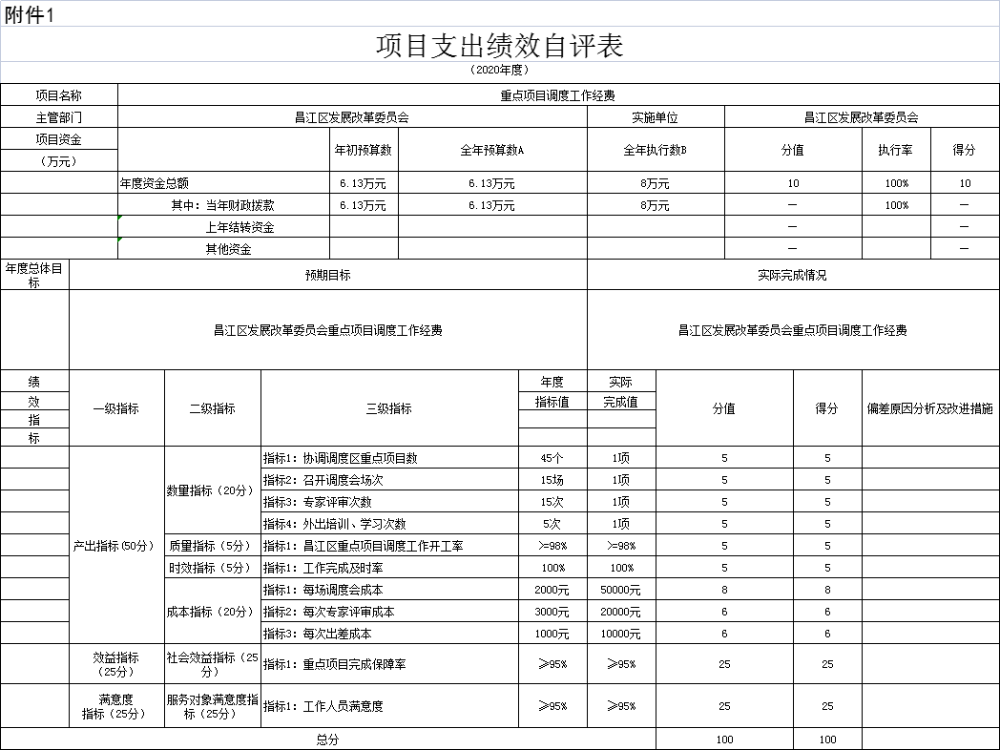 附件1
项目支出绩效自评表
（2020年度）
项目名称 重点项目调度工作经费
主管部门 昌江区发展改革委员会 实施单位 昌江区发展改革委员会
项目资金
（万元）
年初预算数 全年预算数A 全年执行数B 分值 执行率 得分
年度资金总额 6.13万元 6.13万元 8万元 10 100% 10
其中：当年财政拨款 6.13万元 6.13万元 8万元 — 100% —
上年结转资金 — —
其他资金 — —
年度总体目
标
预期目标 实际完成情况
昌江区发展改革委员会重点项目调度工作经费 昌江区发展改革委员会重点项目调度工作经费
绩
效
指
标
一级指标 二级指标 三级指标
年度
指标值
实际
完成值
分值 得分 偏差原因分析及改进措施
产出指标(50分）
数量指标（20分）
指标1：协调调度区重点项目数 45个 1项 5 5
指标2：召开调度会场次 15场 1项 5 5
指标3：专家评审次数 15次 1项 5 5
指标4：外出培训、学习次数 5次 1项 5 5
质量指标（5分） 指标1：昌江区重点项目调度工作开工率 >=98% >=98% 5 5
时效指标（5分） 指标1：工作完成及时率 100% 100% 5 5
成本指标（20分）
指标1：每场调度会成本 2000元 50000元 8 8
指标2：每次专家评审成本 3000元 20000元 6 6
指标3：每次出差成本 1000元 10000元 6 6
效益指标
（25分）
社会效益指标（25
分）
指标1：重点项目完成保障率 ≥95% ≥95% 25 25
满意度
指标（25分）
服务对象满意度指
标（25分）
指标1：工作人员满意度 ≥95% ≥95% 25 25
总分 100 100